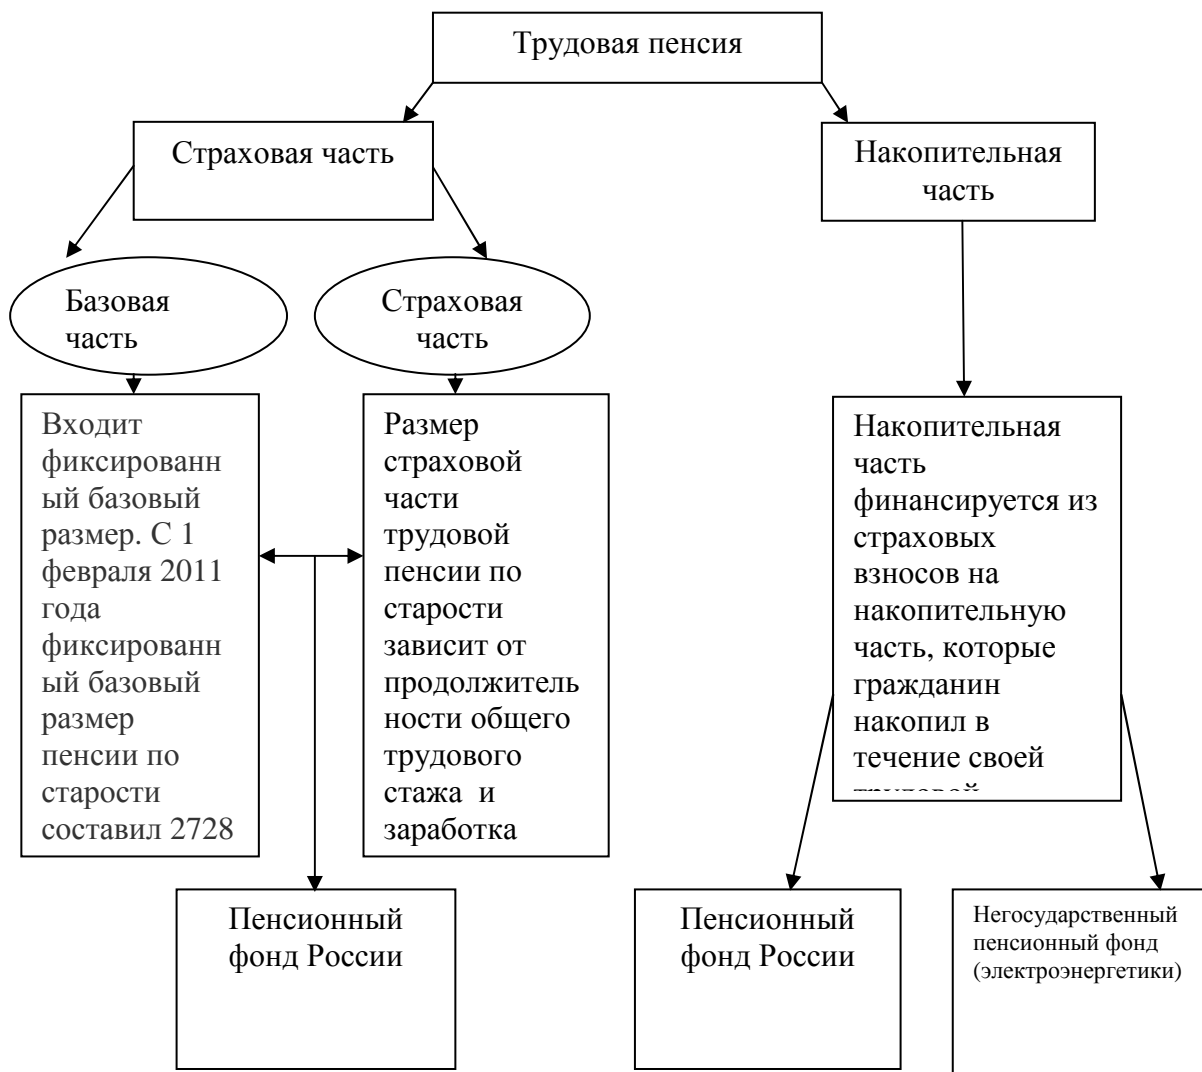 Трудовая пенсия
Страховая часть
Накопительная
часть
Базовая
часть
Страховая
часть
Входит
фиксированн
ый базовый
размер. С 1
февраля 2011
года
фиксированн
ый базовый
размер
пенсии по
старости
составил 2728
Размер
страховой
части
трудовой
пенсии по
старости
зависит от
продолжитель
ности общего
трудового
стажа и
заработка
Накопительная
часть
финансируется из
страховых
взносов на
накопительную
часть, которые
гражданин
накопил в
течение своей
трудовой
Пенсионный
фонд России
Пенсионный
фонд России
Негосударственный
пенсионный фонд
(электроэнергетики)